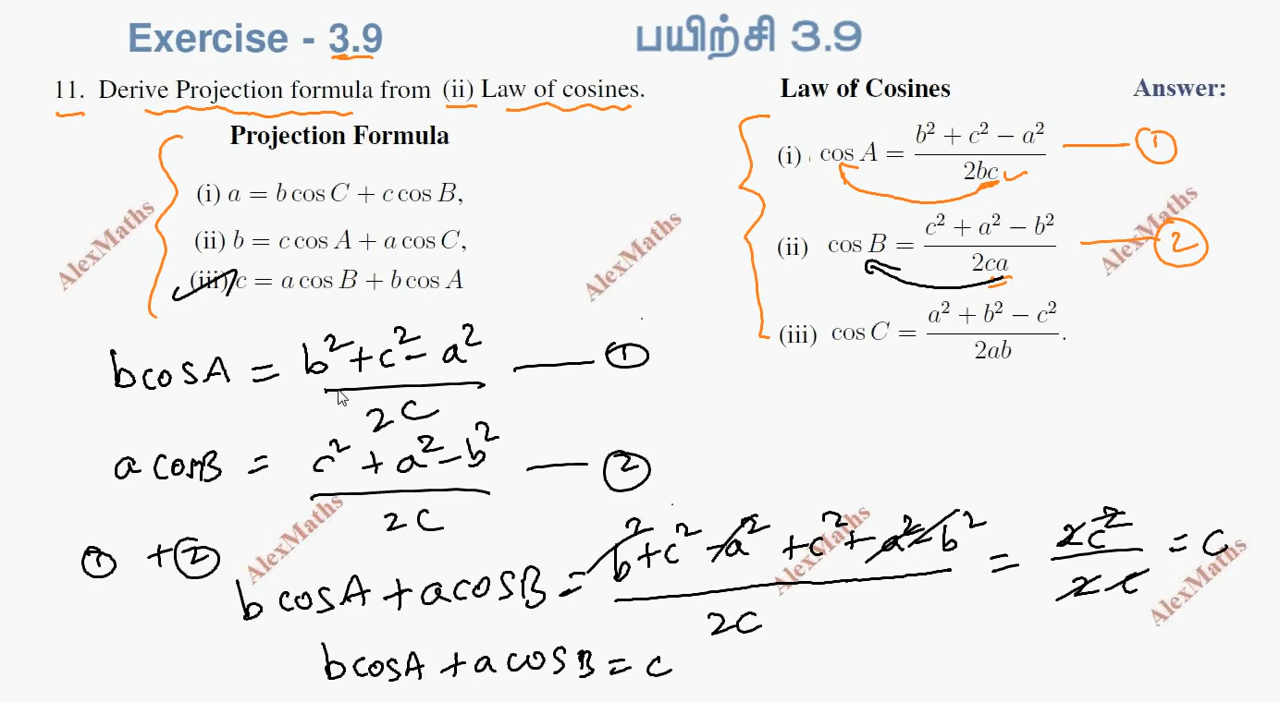 Exercise - 3.9 பயிற்சி 3.9
11. Derive Projection formula from (ii) Law of cosines.
Projection Formula
(i) a = b cos C + c cos B,
(ii) b = c cos A + a cos C,
(iii) c = a cos B + b cos A
Law of Cosines Answer:
(i) cos A = (b² + c² − a²)/(2bc) — ①
(ii) cos B = (c² + a² − b²)/(2ca) — ②
(iii) cos C = (a² + b² − c²)/(2ab).
b cos A = (b² + c² − a²)/(2c) — ①
a cos B = (c² + a² − b²)/(2c) — ②
① + ②
b cos A + a cos B = (b² + c² − a² + c² + a² − b²)/(2c) = 2c²/2c = c
b cos A + a cos B = c
AlexMaths
AlexMaths
AlexMaths
AlexMaths
AlexMaths
AlexMaths